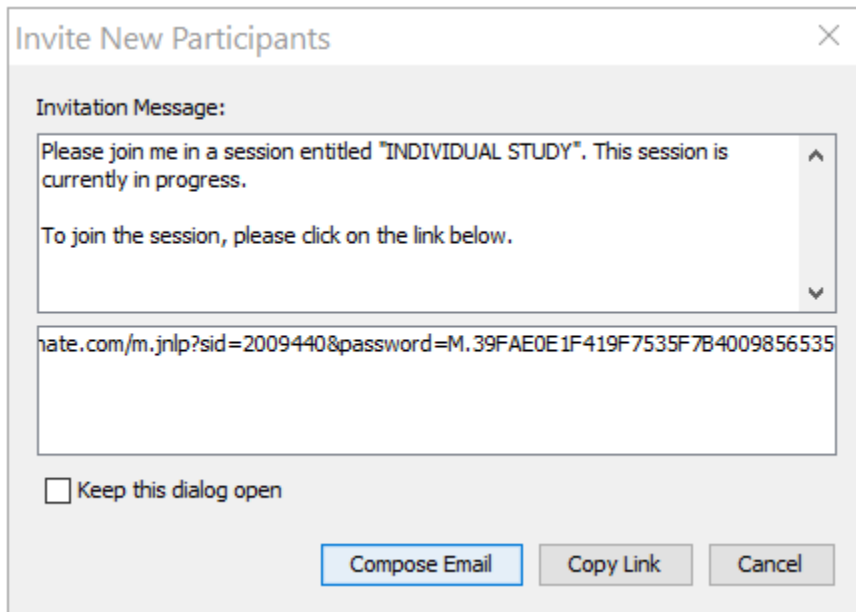 Invite New Participants
Invitation Message:
Please join me in a session entitled "INDIVIDUAL STUDY". This session is
currently in progress.
To join the session, please click on the link below.
nate.com/m.jnlp?sid=2009440&password=M.39FAE0E1F419F7535F7B4009856535
Keep this dialog open
Compose Email
Copy Link
Cancel